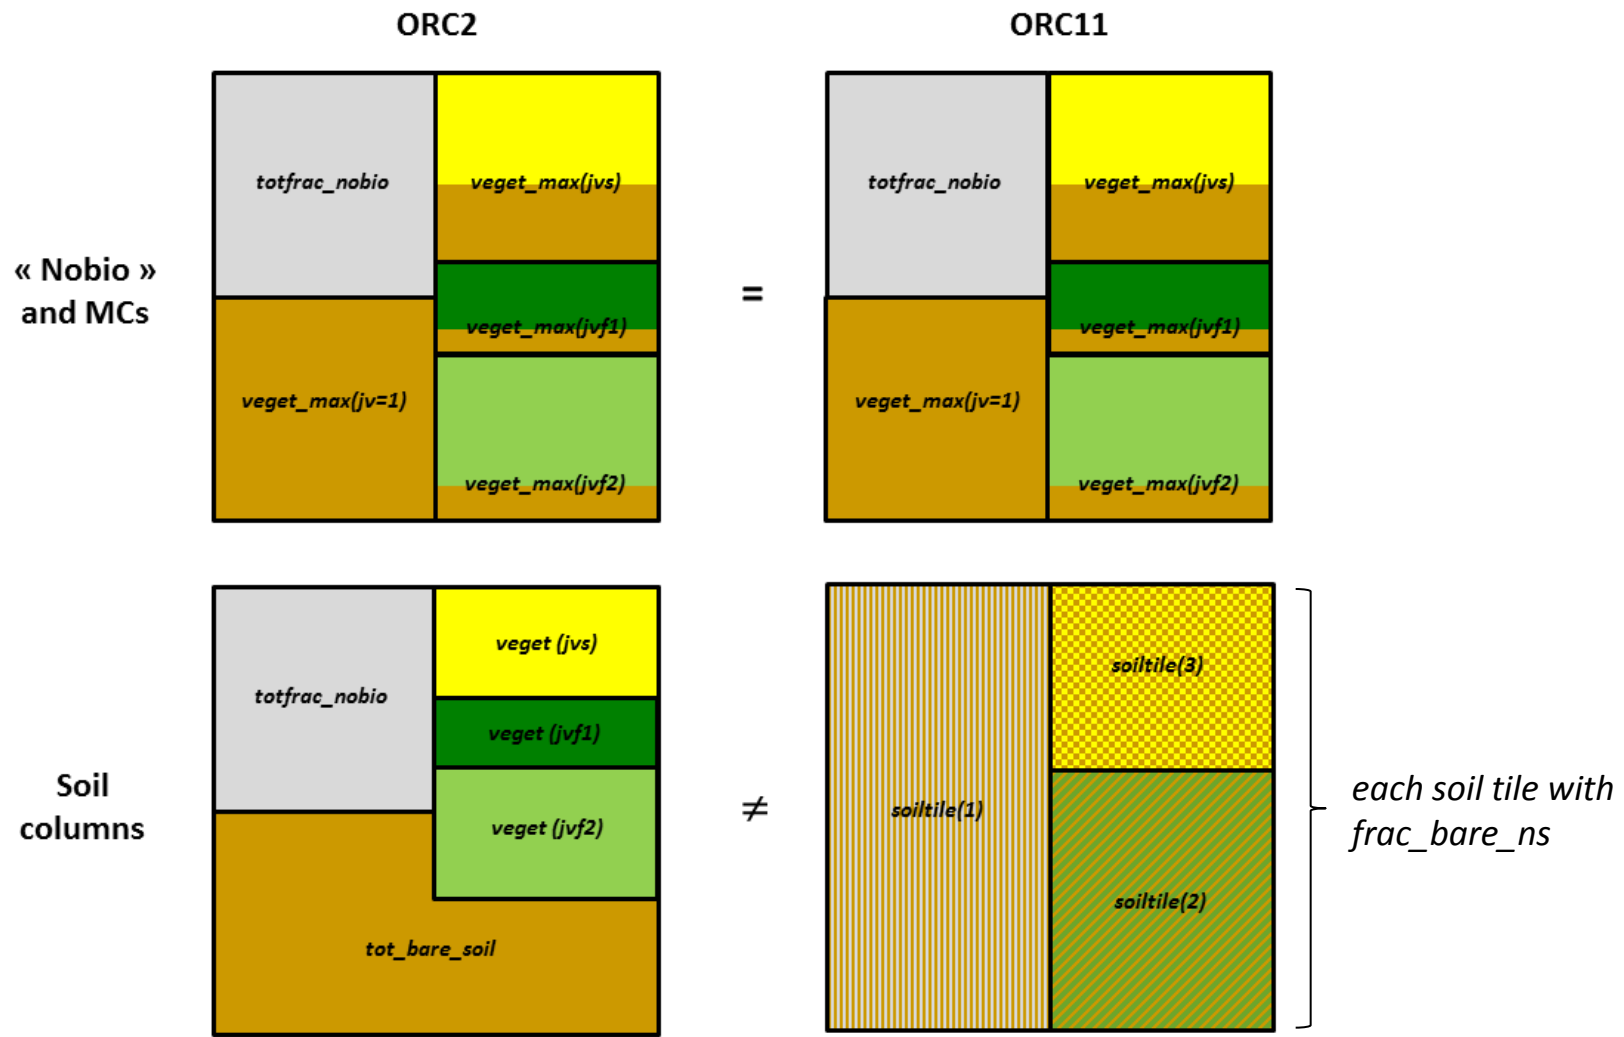 ORC2
ORC11
« Nobio »
and MCs
totfrac_nobio
veget_max(jvs)
veget_max(jvf1)
veget_max(jv=1)
veget_max(jvf2)
=
totfrac_nobio
veget_max(jvs)
veget_max(jvf1)
veget_max(jv=1)
veget_max(jvf2)
Soil
columns
totfrac_nobio
veget (jvs)
veget (jvf1)
veget (jvf2)
tot_bare_soil
≠
soiltile(1)
soiltile(3)
soiltile(2)
each soil tile with
frac_bare_ns